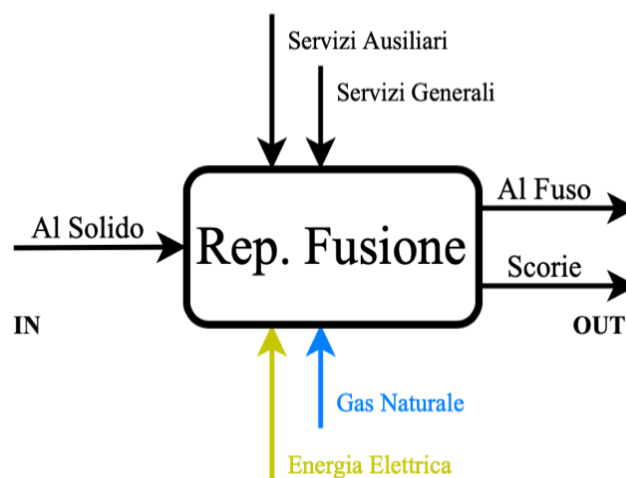 Servizi Ausiliari
Servizi Generali
Al Solido
Rep. Fusione
Al Fuso
Scorie
IN
OUT
Gas Naturale
Energia Elettrica